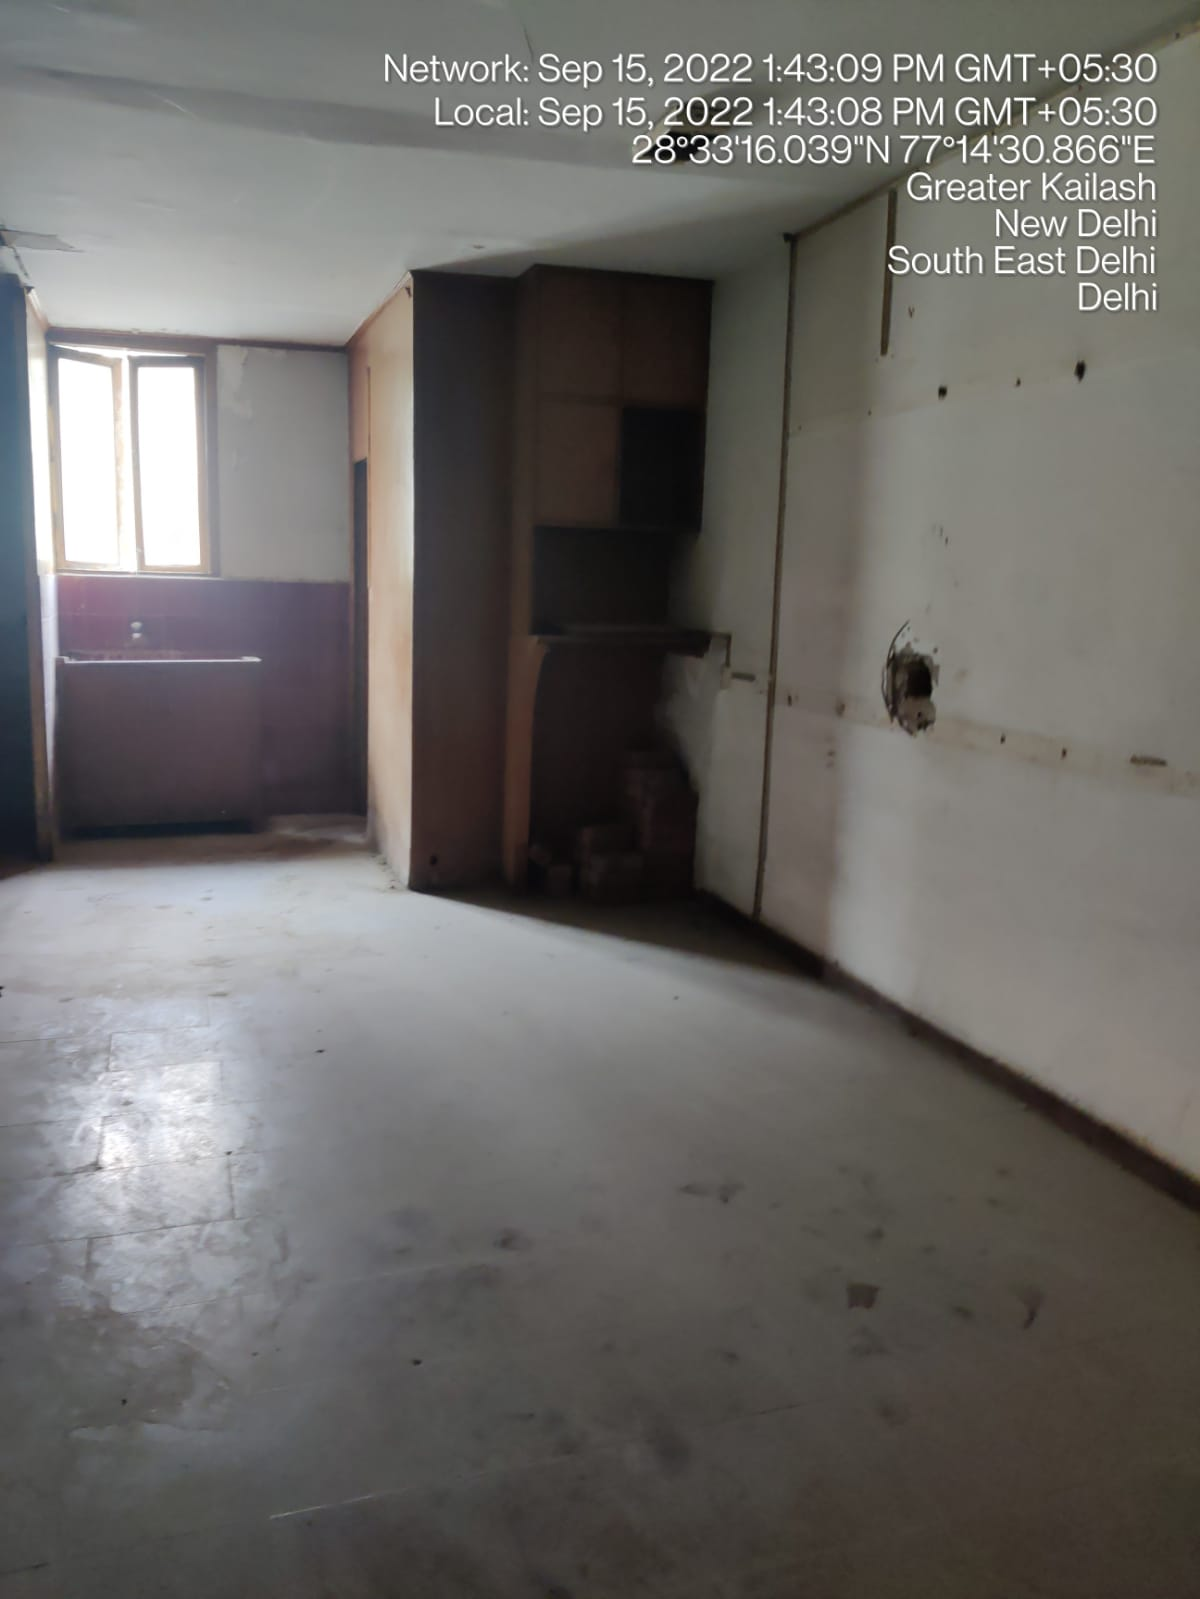 Network: Sep 15, 2022 1:43:09 PM GMT+05:30
Local: Sep 15, 2022 1:43:08 PM GMT+05:30
28°33'16.039"N 77°14'30.866"E
Greater Kailash
New Delhi
South East Delhi
Delhi